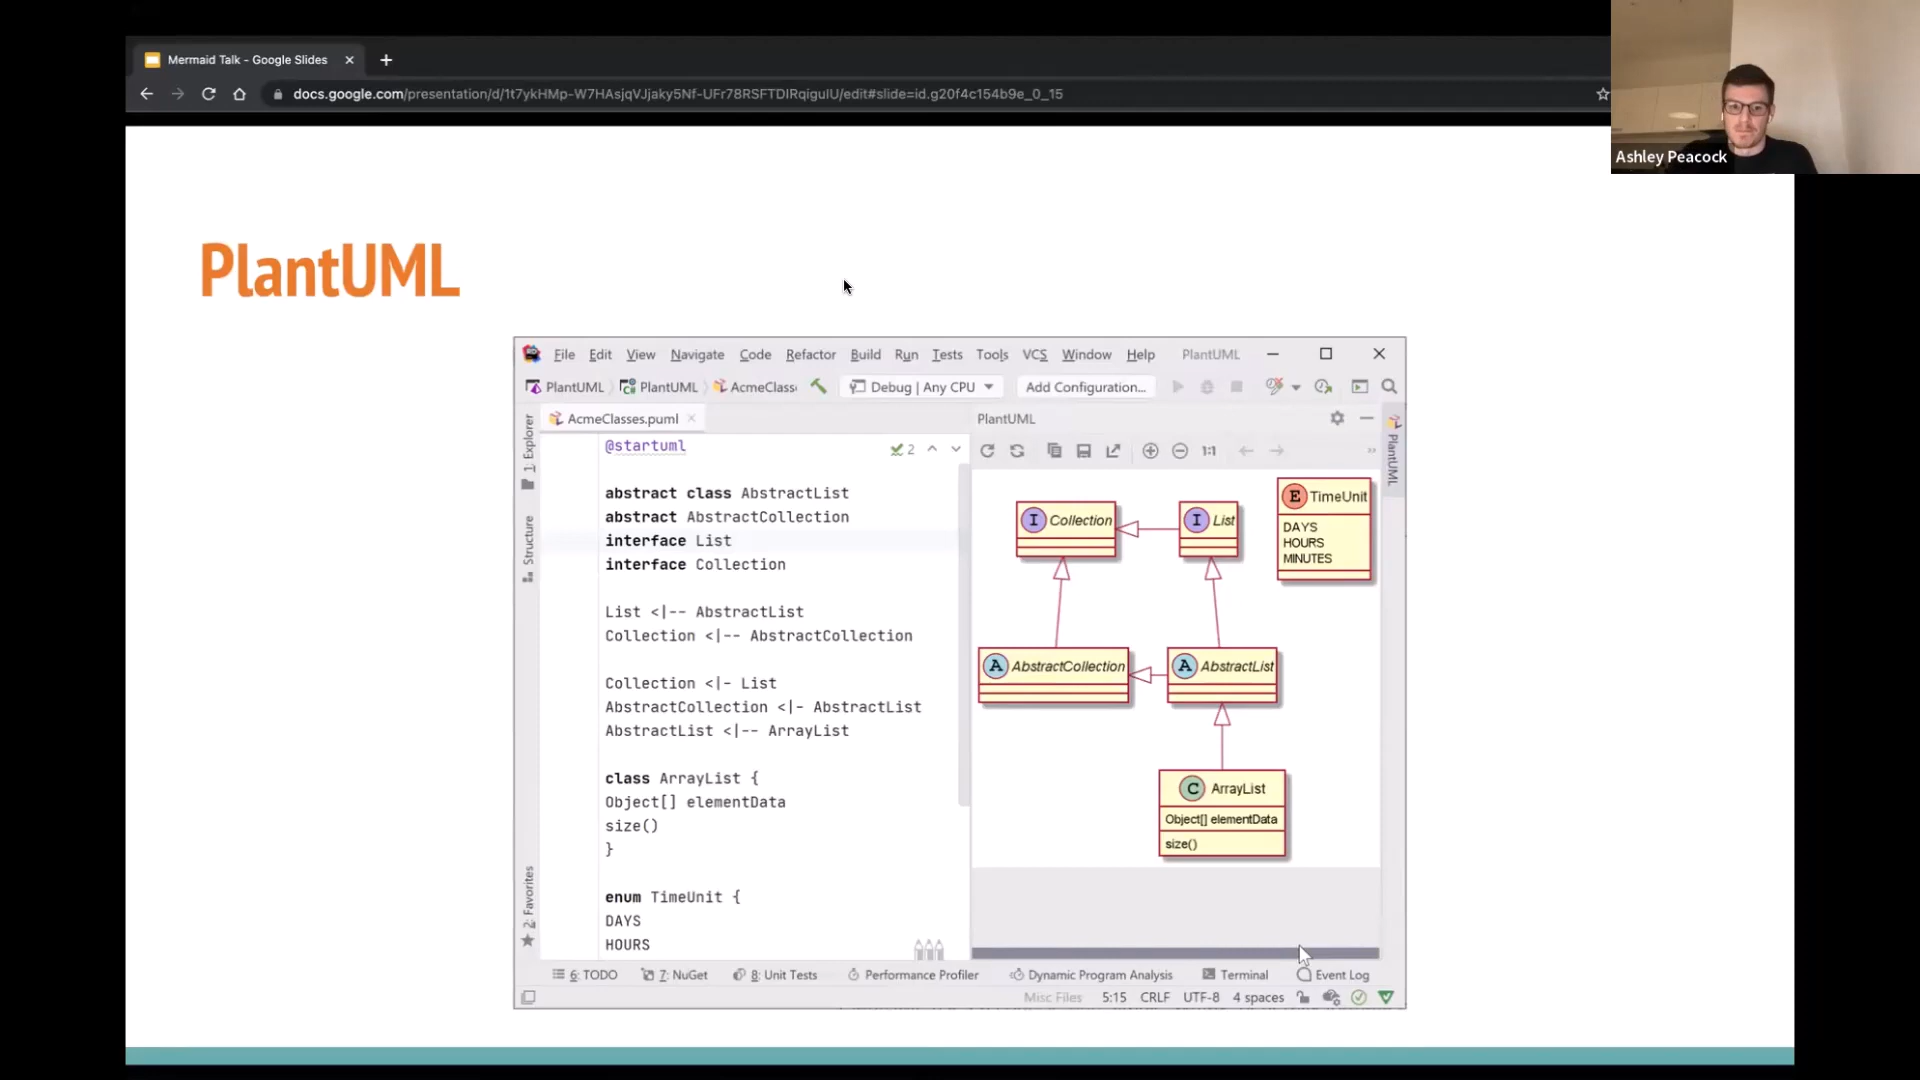 Mermaid Talk - Google Slides
docs.google.com/presentation/d/1t7ykHMp-W7HAsjqVJjaky5Nf-UFr78RSFTDIRqiguIU/edit#slide=id.g20f4c154b9e_0_15
Ashley Peacock
PlantUML
File Edit View Navigate Code Refactor Build Run Tests Tools VCS Window Help PlantUML
PlantUML PlantUML AcmeClass Debug | Any CPU Add Configuration...
1: Explorer
Structure
2: Favorites
AcmeClasses.puml
@startuml
2
abstract class AbstractList
abstract AbstractCollection
interface List
interface Collection
List <|-- AbstractList
Collection <|-- AbstractCollection
Collection <|- List
AbstractCollection <|- AbstractList
AbstractList <|-- ArrayList
class ArrayList {
Object[] elementData
size()
}
enum TimeUnit {
DAYS
HOURS
PlantUML
1:1
PlantUML
I Collection
I List
E TimeUnit
DAYS
HOURS
MINUTES
A AbstractCollection
A AbstractList
C ArrayList
Object[] elementData
size()
6: TODO 7: NuGet 8: Unit Tests Performance Profiler Dynamic Program Analysis Terminal Event Log
Misc Files 5:15 CRLF UTF-8 4 spaces